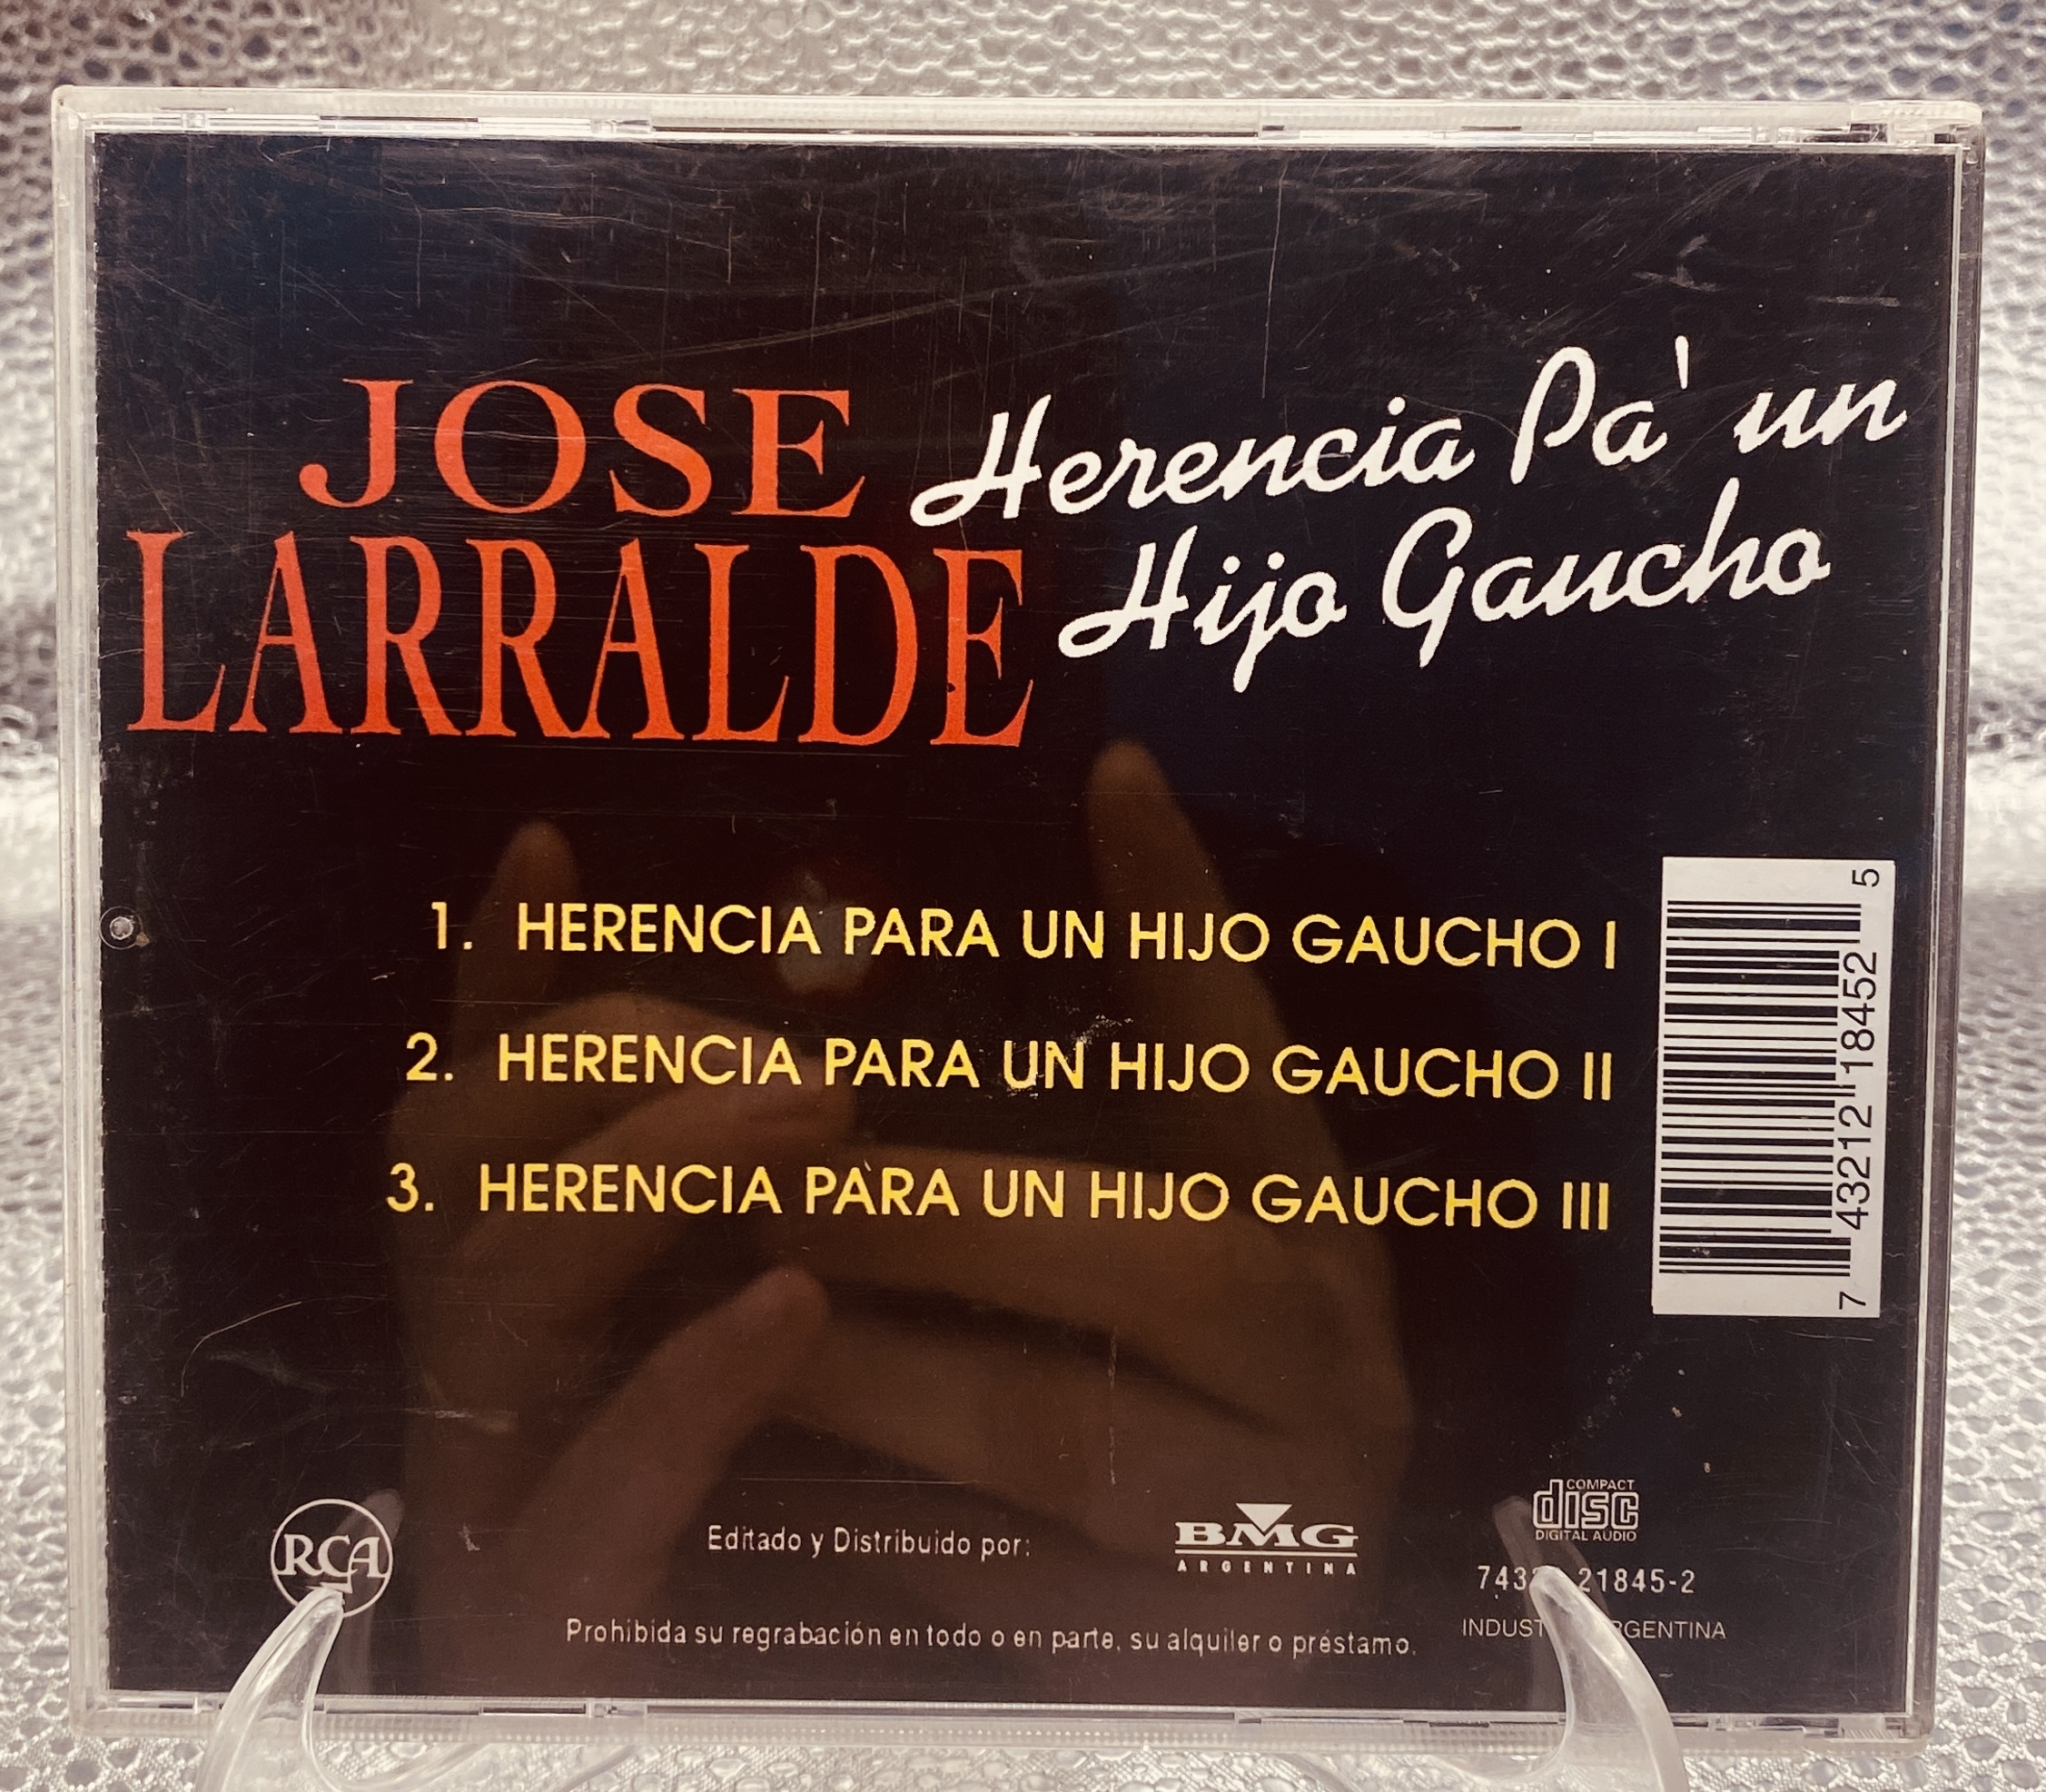 JOSE
LARRALDE
Herencia Pa' un
Hijo Gaucho
1. HERENCIA PARA UN HIJO GAUCHO I
2. HERENCIA PARA UN HIJO GAUCHO II
3. HERENCIA PARA UN HIJO GAUCHO III
7 43212 18452 5
RCA
Editado y Distribuido por:
BMG
ARGENTINA
COMPACT
disc
DIGITAL AUDIO
21845-2
Prohibida su regrabación en todo o en parte, su alquiler o préstamo.